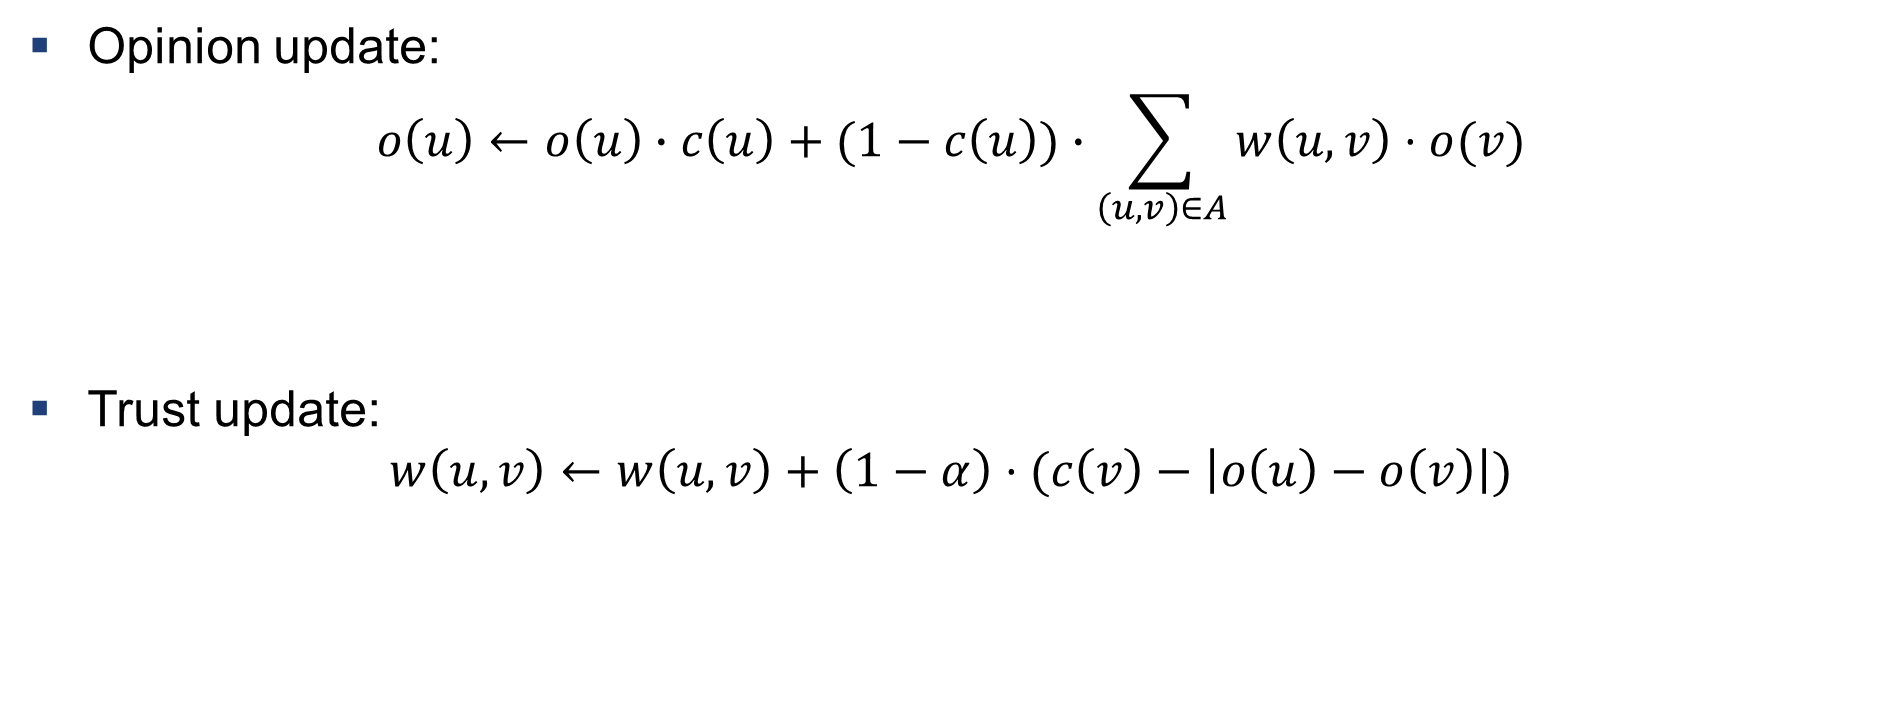 ▪ Opinion update:
o(u) ← o(u) · c(u) + (1 − c(u)) · ∑ w(u, v) · o(v)
(u,v)∈A
▪ Trust update:
w(u, v) ← w(u, v) + (1 − α) · (c(v) − |o(u) − o(v)|)